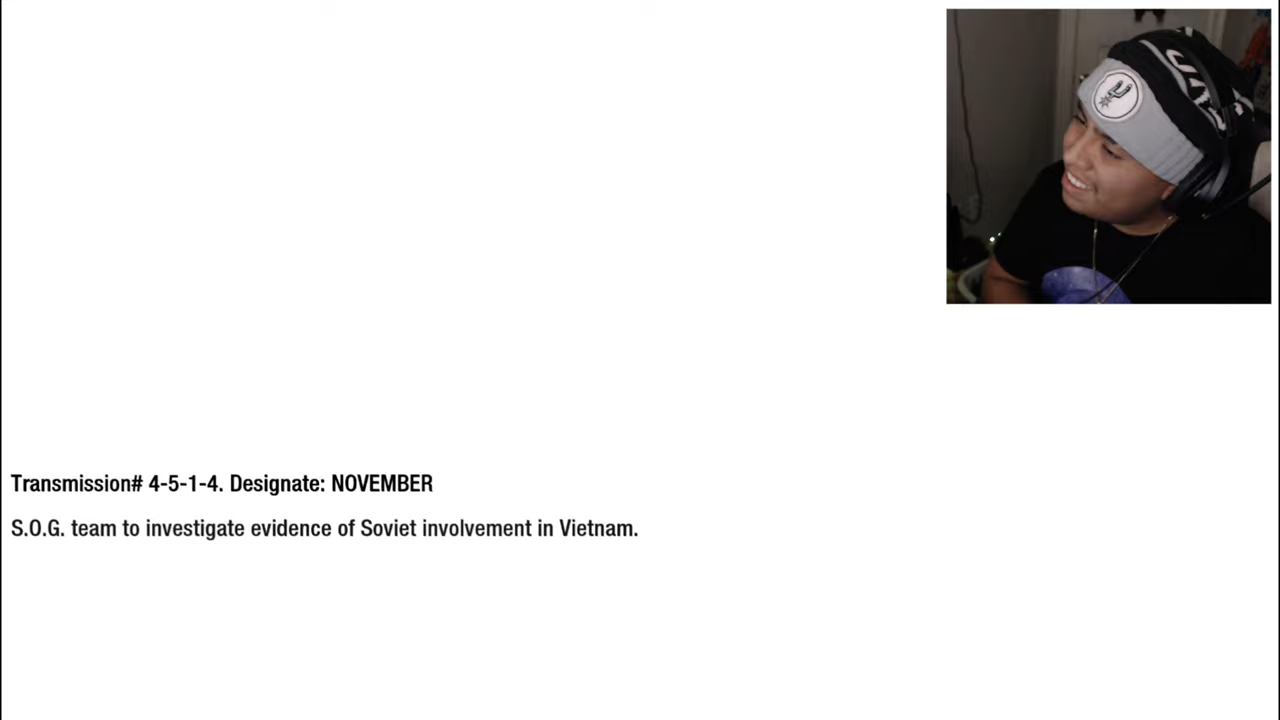 Transmission# 4-5-1-4. Designate: NOVEMBER
S.O.G. team to investigate evidence of Soviet involvement in Vietnam.